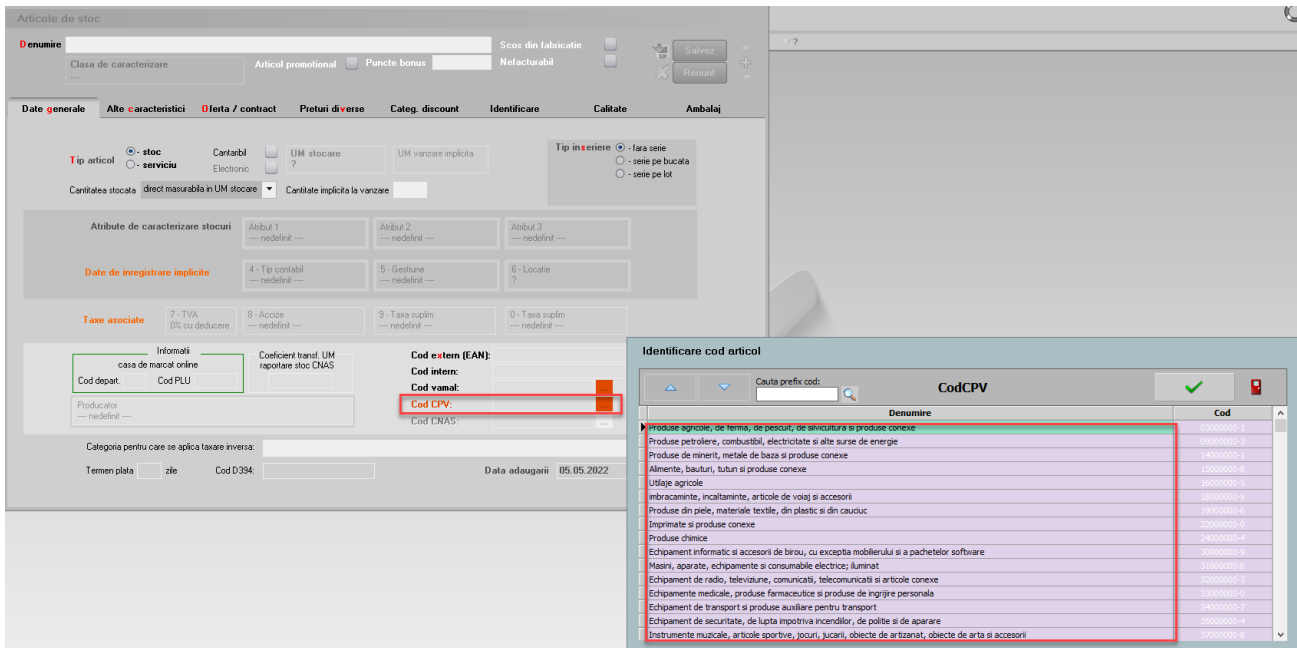 Articole de stoc
?
Denumire
Scos din fabricatie
Salvez
Clasa de caracterizare
---
Articol promotional
Puncte bonus
Nefacturabil
Renunt
Date generale Alte caracteristici Oferta / contract Preturi diverse Categ. discount Identificare Calitate Ambalaj
Tip articol
- stoc
- serviciu
Cantaribil
Electronic
UM stocare
?
UM vanzare implicita
Tip inseriere
- fara serie
- serie pe bucata
- serie pe lot
Cantitatea stocata direct masurabila in UM stocare Cantitate implicita la vanzare
Atribute de caracterizare stocuri
Atribut 1
--- nedefinit ---
Atribut 2
--- nedefinit ---
Atribut 3
--- nedefinit ---
Date de inregistrare implicite
4 - Tip contabil
--- nedefinit ---
5 - Gestiune
--- nedefinit ---
6 - Locatie
?
Taxe asociate
7 - TVA
0% cu deducere
8 - Accize
--- nedefinit ---
9 - Taxa suplim
--- nedefinit ---
0 - Taxa suplim
--- nedefinit ---
Informatii
casa de marcat online
Cod depart. Cod PLU
Coeficient transf. UM
raportare stoc CNAS
Cod extern (EAN):
Cod intern:
Cod vamal: ...
Cod CPV: ...
Cod CNAS: ...
Producator
--- nedefinit ---
Categoria pentru care se aplica taxare inversa:
Termen plata zile Cod D394: Data adaugarii 05.05.2022
Identificare cod articol
Cauta prefix cod:
CodCPV
Denumire Cod
Produse agricole, de ferma, de pescuit, de silvicultura si produse conexe 03000000-1
Produse petroliere, combustibil, electricitate si alte surse de energie 09000000-3
Produse de minerit, metale de baza si produse conexe 14000000-1
Alimente, bauturi, tutun si produse conexe 15000000-8
Utilaje agricole 16000000-5
imbracaminte, incaltaminte, articole de voiaj si accesorii 18000000-9
Produse din piele, materiale textile, din plastic si din cauciuc 19000000-6
Imprimate si produse conexe 22000000-0
Produse chimice 24000000-4
Echipament informatic si accesorii de birou, cu exceptia mobilierului si a pachetelor software 30000000-9
Masini, aparate, echipamente si consumabile electrice; iluminat 31000000-6
Echipament de radio, televiziune, comunicatii, telecomunicatii si articole conexe 32000000-3
Echipamente medicale, produse farmaceutice si produse de ingrijire personala 33000000-0
Echipament de transport si produse auxiliare pentru transport 34000000-7
Echipament de securitate, de lupta impotriva incendiilor, de politie si de aparare 35000000-4
Instrumente muzicale, articole sportive, jocuri, jucarii, obiecte de artizanat, obiecte de arta si accesorii 37000000-8